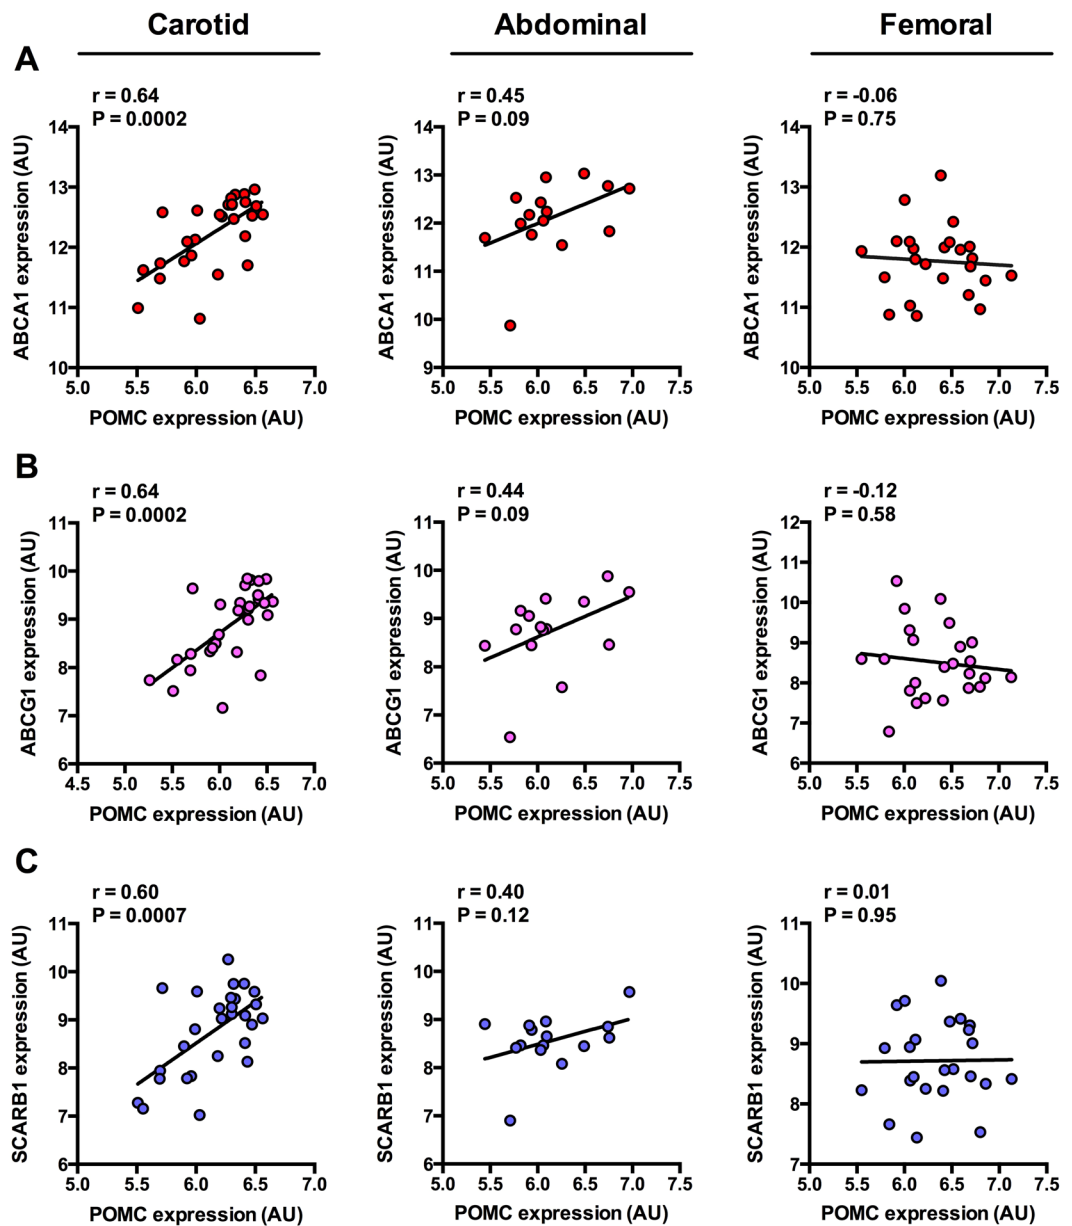 Carotid
Abdominal
Femoral
A
r = 0.64
P = 0.0002
ABCA1 expression (AU)
14
13
12
11
10
5.0 5.5 6.0 6.5 7.0
POMC expression (AU)
r = 0.45
P = 0.09
ABCA1 expression (AU)
14
13
12
11
10
9
5.0 5.5 6.0 6.5 7.0 7.5
POMC expression (AU)
r = -0.06
P = 0.75
ABCA1 expression (AU)
14
13
12
11
10
5.0 5.5 6.0 6.5 7.0 7.5
POMC expression (AU)
B
r = 0.64
P = 0.0002
ABCG1 expression (AU)
11
10
9
8
7
6
4.5 5.0 5.5 6.0 6.5 7.0
POMC expression (AU)
r = 0.44
P = 0.09
ABCG1 expression (AU)
11
10
9
8
7
6
5.0 5.5 6.0 6.5 7.0 7.5
POMC expression (AU)
r = -0.12
P = 0.58
ABCG1 expression (AU)
12
11
10
9
8
7
6
5.0 5.5 6.0 6.5 7.0 7.5
POMC expression (AU)
C
r = 0.60
P = 0.0007
SCARB1 expression (AU)
11
10
9
8
7
6
5.0 5.5 6.0 6.5 7.0
POMC expression (AU)
r = 0.40
P = 0.12
SCARB1 expression (AU)
11
10
9
8
7
6
5.0 5.5 6.0 6.5 7.0 7.5
POMC expression (AU)
r = 0.01
P = 0.95
SCARB1 expression (AU)
11
10
9
8
7
5.0 5.5 6.0 6.5 7.0 7.5
POMC expression (AU)